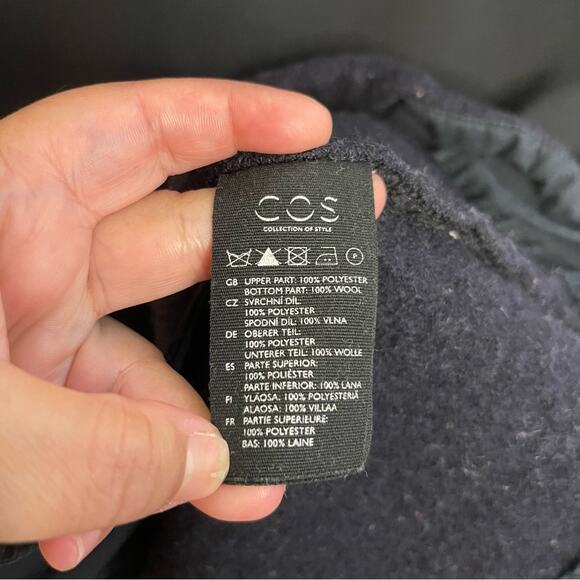 COS
COLLECTION OF STYLE
P
GB UPPER PART: 100% POLYESTER
BOTTOM PART: 100% WOOL
CZ SVRCHNÍ DÍL:
100% POLYESTER
SPODNÍ DÍL: 100% VLNA
DE OBERER TEIL:
100% POLYESTER
UNTERER TEIL: 100% WOLLE
ES PARTE SUPERIOR:
100% POLIÉSTER
PARTE INFERIOR: 100% LANA
FI YLÄOSA: 100% POLYESTERIÄ
ALAOSA: 100% VILLAA
FR PARTIE SUPERIEURE:
100% POLYESTER
BAS: 100% LAINE